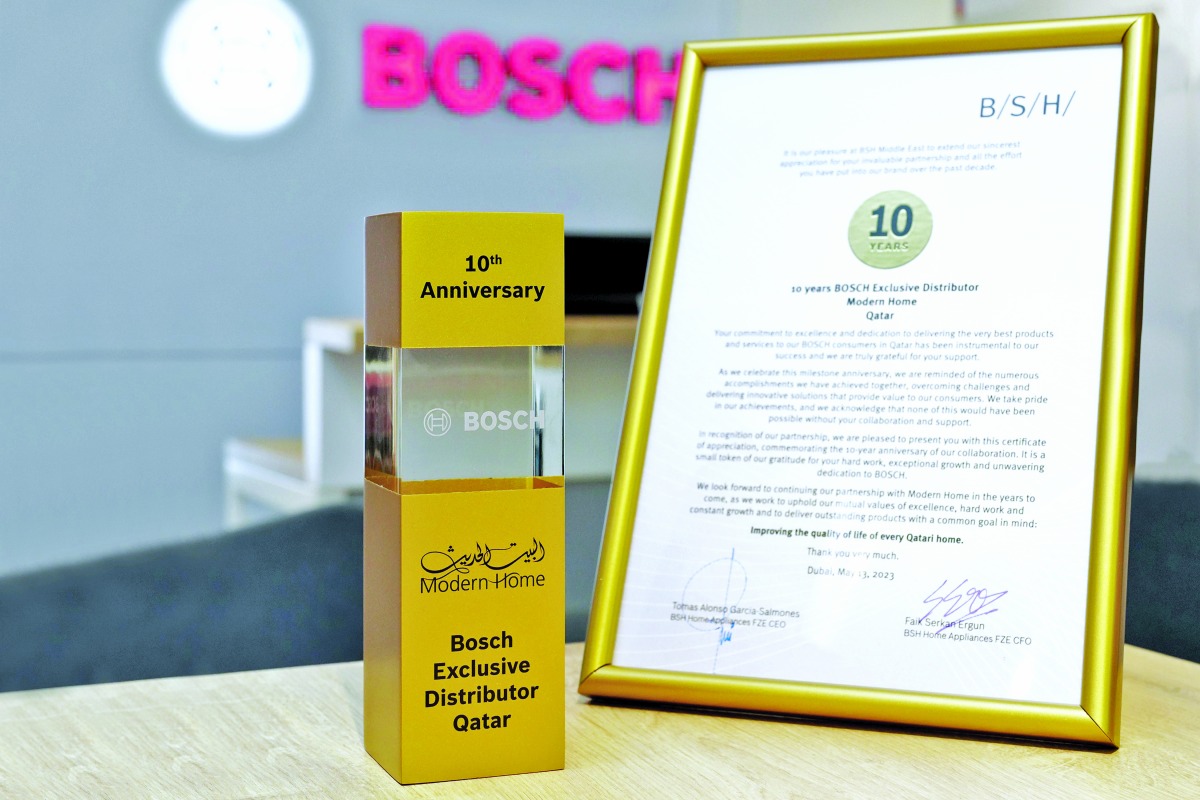 BOSCH
10th
Anniversary
BOSCH
البيت الحديث
Modern Home
Bosch
Exclusive
Distributor
Qatar
B/S/H/
It is our pleasure at BSH Middle East to extend our sincerest
appreciation for your invaluable partnership and all the effort
you have put into our brand over the past decade.
10
YEARS
10 years BOSCH Exclusive Distributor
Modern Home
Qatar
Your commitment to excellence and dedication to delivering the very best products
and services to our BOSCH consumers in Qatar has been instrumental to our
success and we are truly grateful for your support.
As we celebrate this milestone anniversary, we are reminded of the numerous
accomplishments we have achieved together, overcoming challenges and
delivering innovative solutions that provide value to our consumers. We take pride
in our achievements, and we acknowledge that none of this would have been
possible without your collaboration and support.
In recognition of our partnership, we are pleased to present you with this certificate
of appreciation, commemorating the 10-year anniversary of our collaboration. It is a
small token of our gratitude for your hard work, exceptional growth and unwavering
dedication to BOSCH.
We look forward to continuing our partnership with Modern Home in the years to
come, as we work to uphold our mutual values of excellence, hard work and
constant growth and to deliver outstanding products with a common goal in mind:
Improving the quality of life of every Qatari home.
Thank you very much.
Dubai, May 13, 2023
Tomas Alonso Garcia-Salmones
BSH Home Appliances FZE CEO
Faik Serkan Ergun
BSH Home Appliances FZE CFO